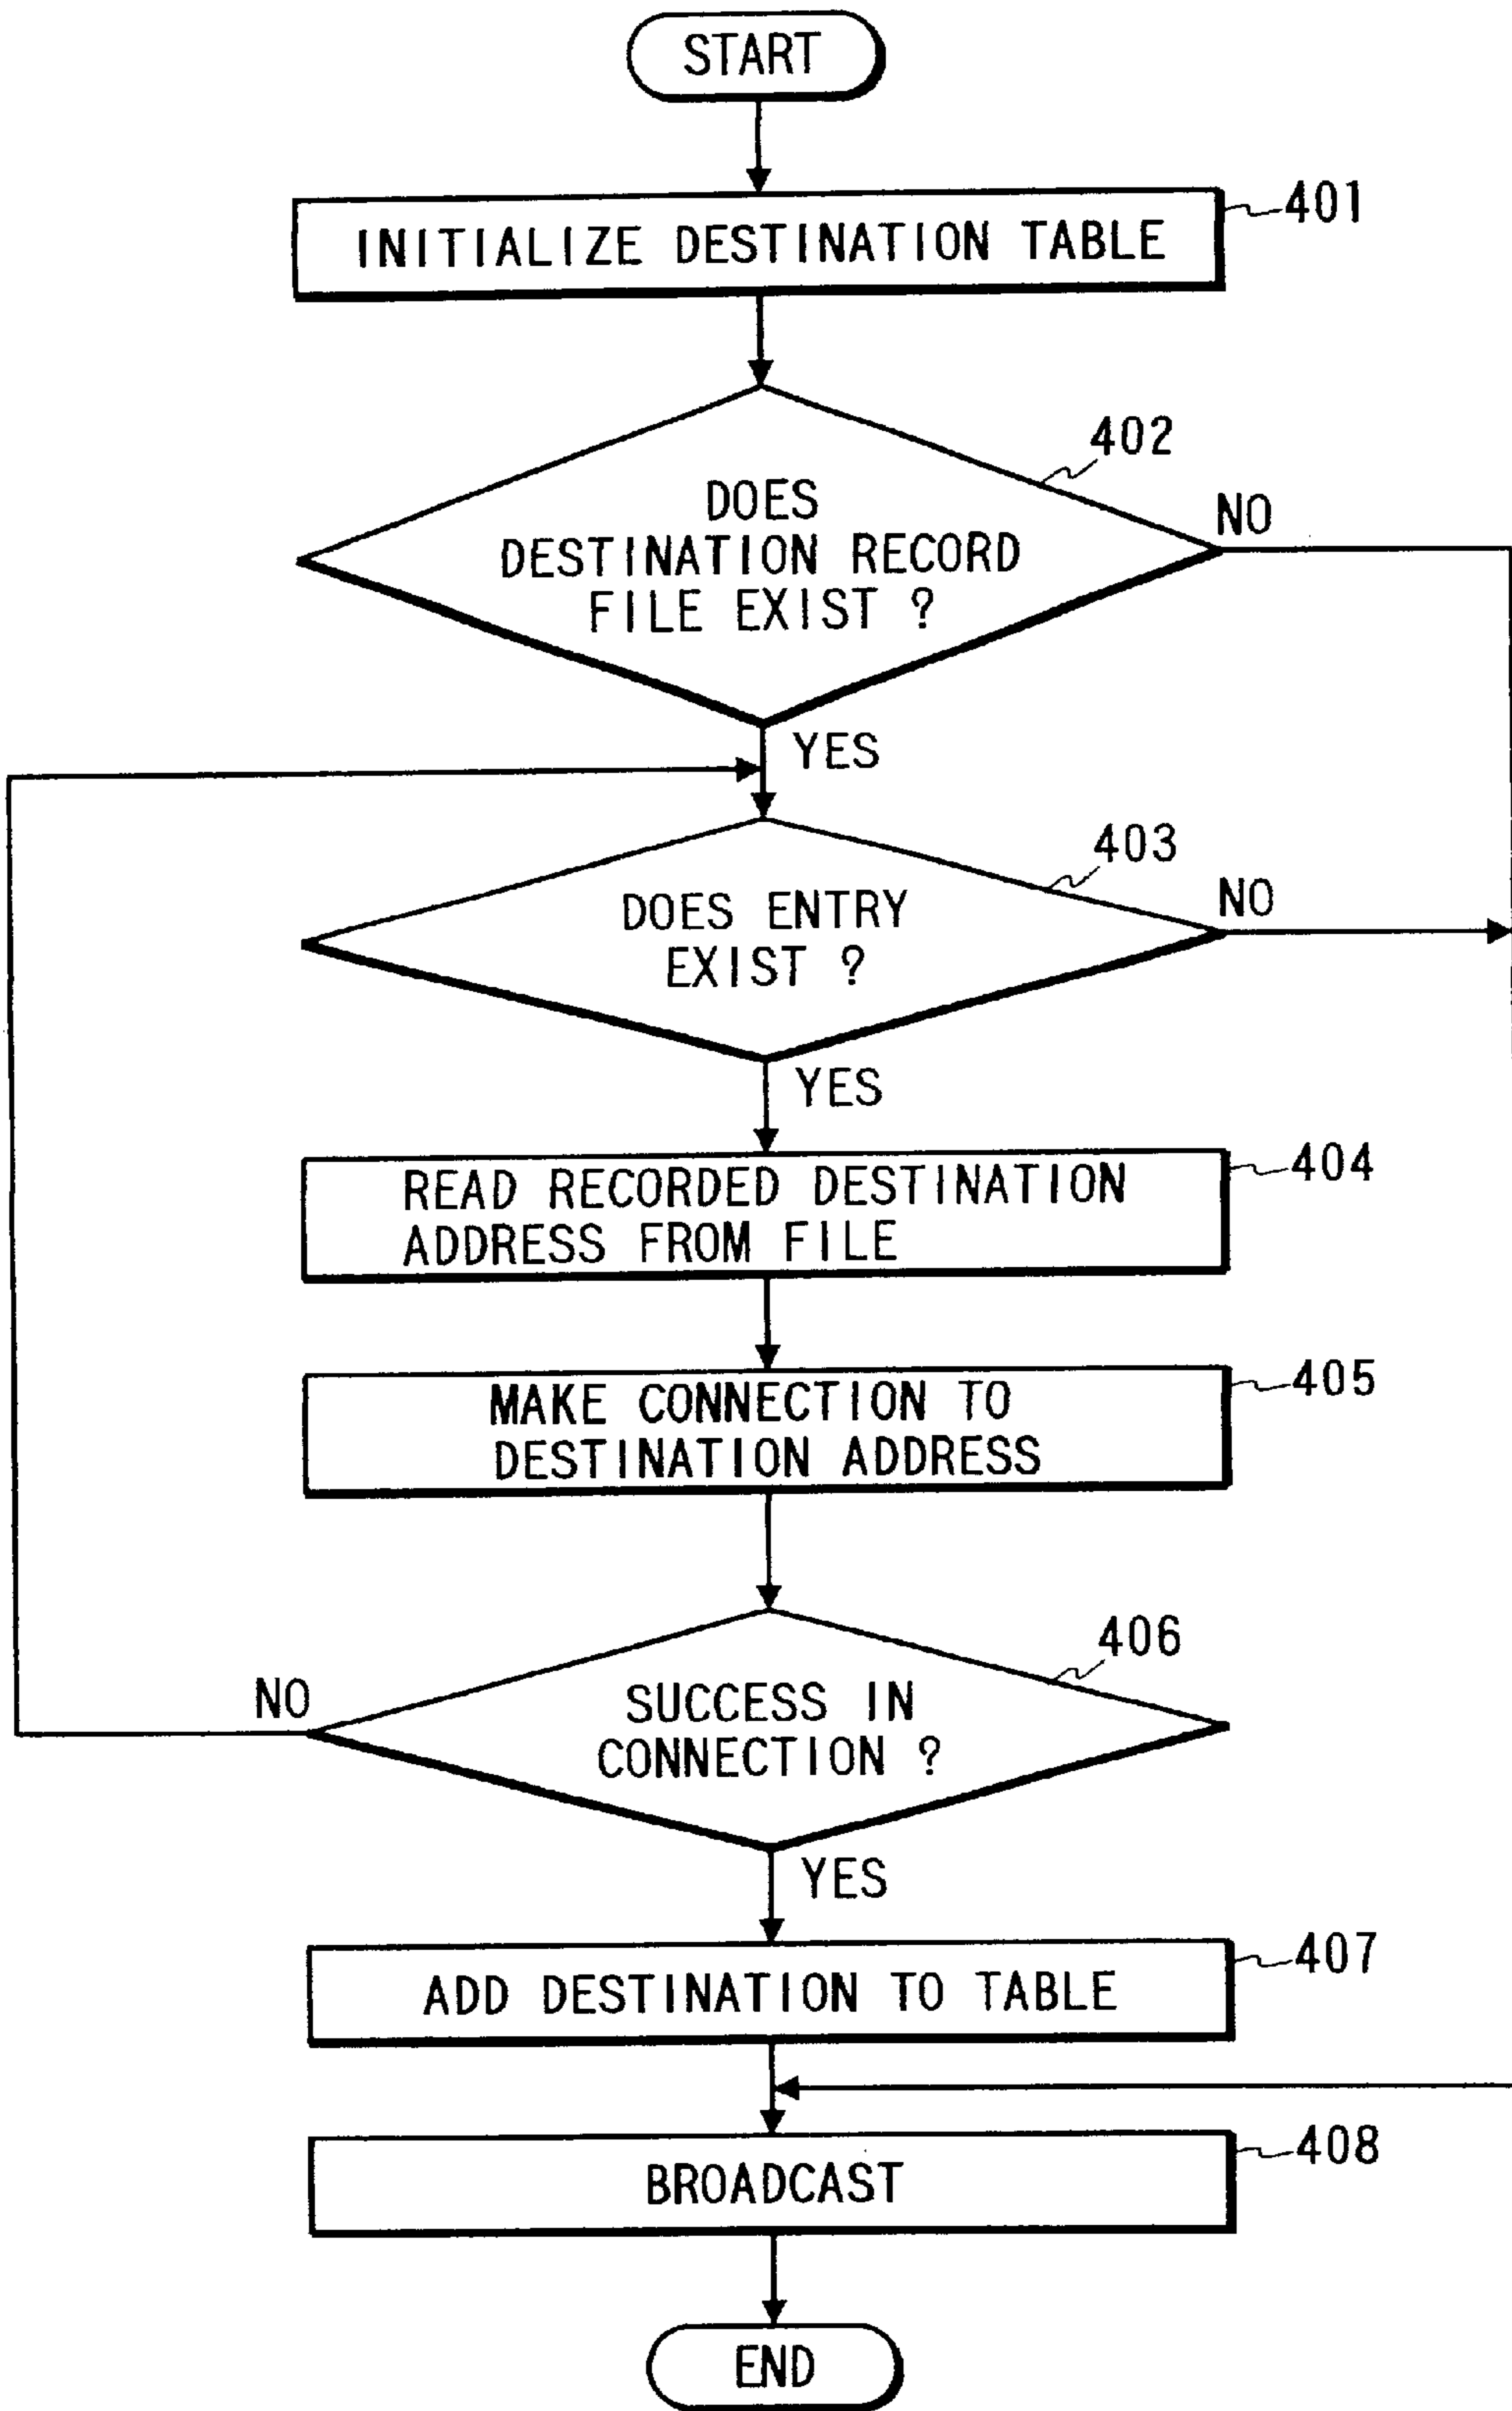 START
401
INITIALIZE DESTINATION TABLE
402
DOES
DESTINATION RECORD
FILE EXIST ?
NO
YES
403
DOES ENTRY
EXIST ?
NO
YES
404
READ RECORDED DESTINATION
ADDRESS FROM FILE
405
MAKE CONNECTION TO
DESTINATION ADDRESS
406
SUCCESS IN
CONNECTION ?
NO
YES
407
ADD DESTINATION TO TABLE
408
BROADCAST
END